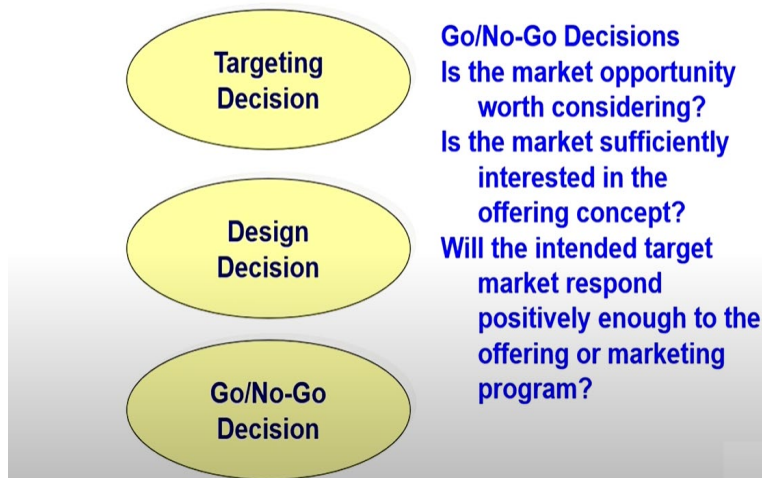 Targeting
Decision
Design
Decision
Go/No-Go
Decision
Go/No-Go Decisions
Is the market opportunity
worth considering?
Is the market sufficiently
interested in the
offering concept?
Will the intended target
market respond
positively enough to the
offering or marketing
program?